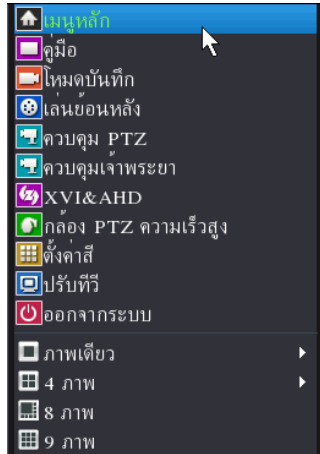 เมนูหลัก
คู่มือ
โหมดบันทึก
เล่นย้อนหลัง
ควบคุม PTZ
ควบคุมเจ้าพระยา
XVI&AHD
กล้อง PTZ ความเร็วสูง
ตั้งค่าสี
ปรับทีวี
ออกจากระบบ
ภาพเดียว
4 ภาพ
8 ภาพ
9 ภาพ